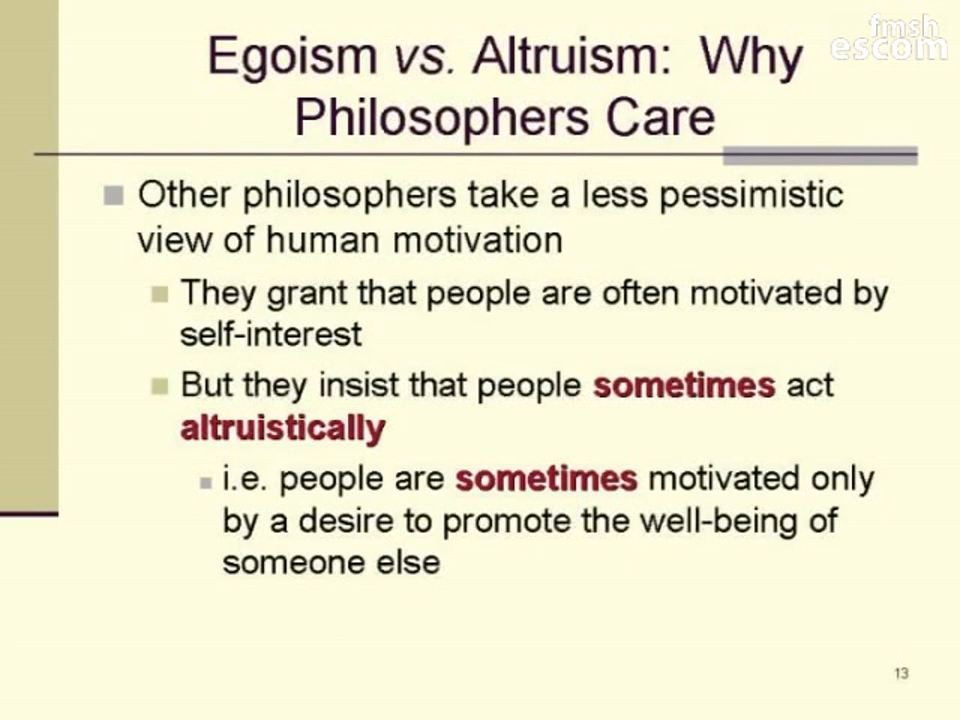 fmsh
escom
Egoism vs. Altruism: Why
Philosophers Care
Other philosophers take a less pessimistic
view of human motivation
They grant that people are often motivated by
self-interest
But they insist that people sometimes act
altruistically
i.e. people are sometimes motivated only
by a desire to promote the well-being of
someone else
13